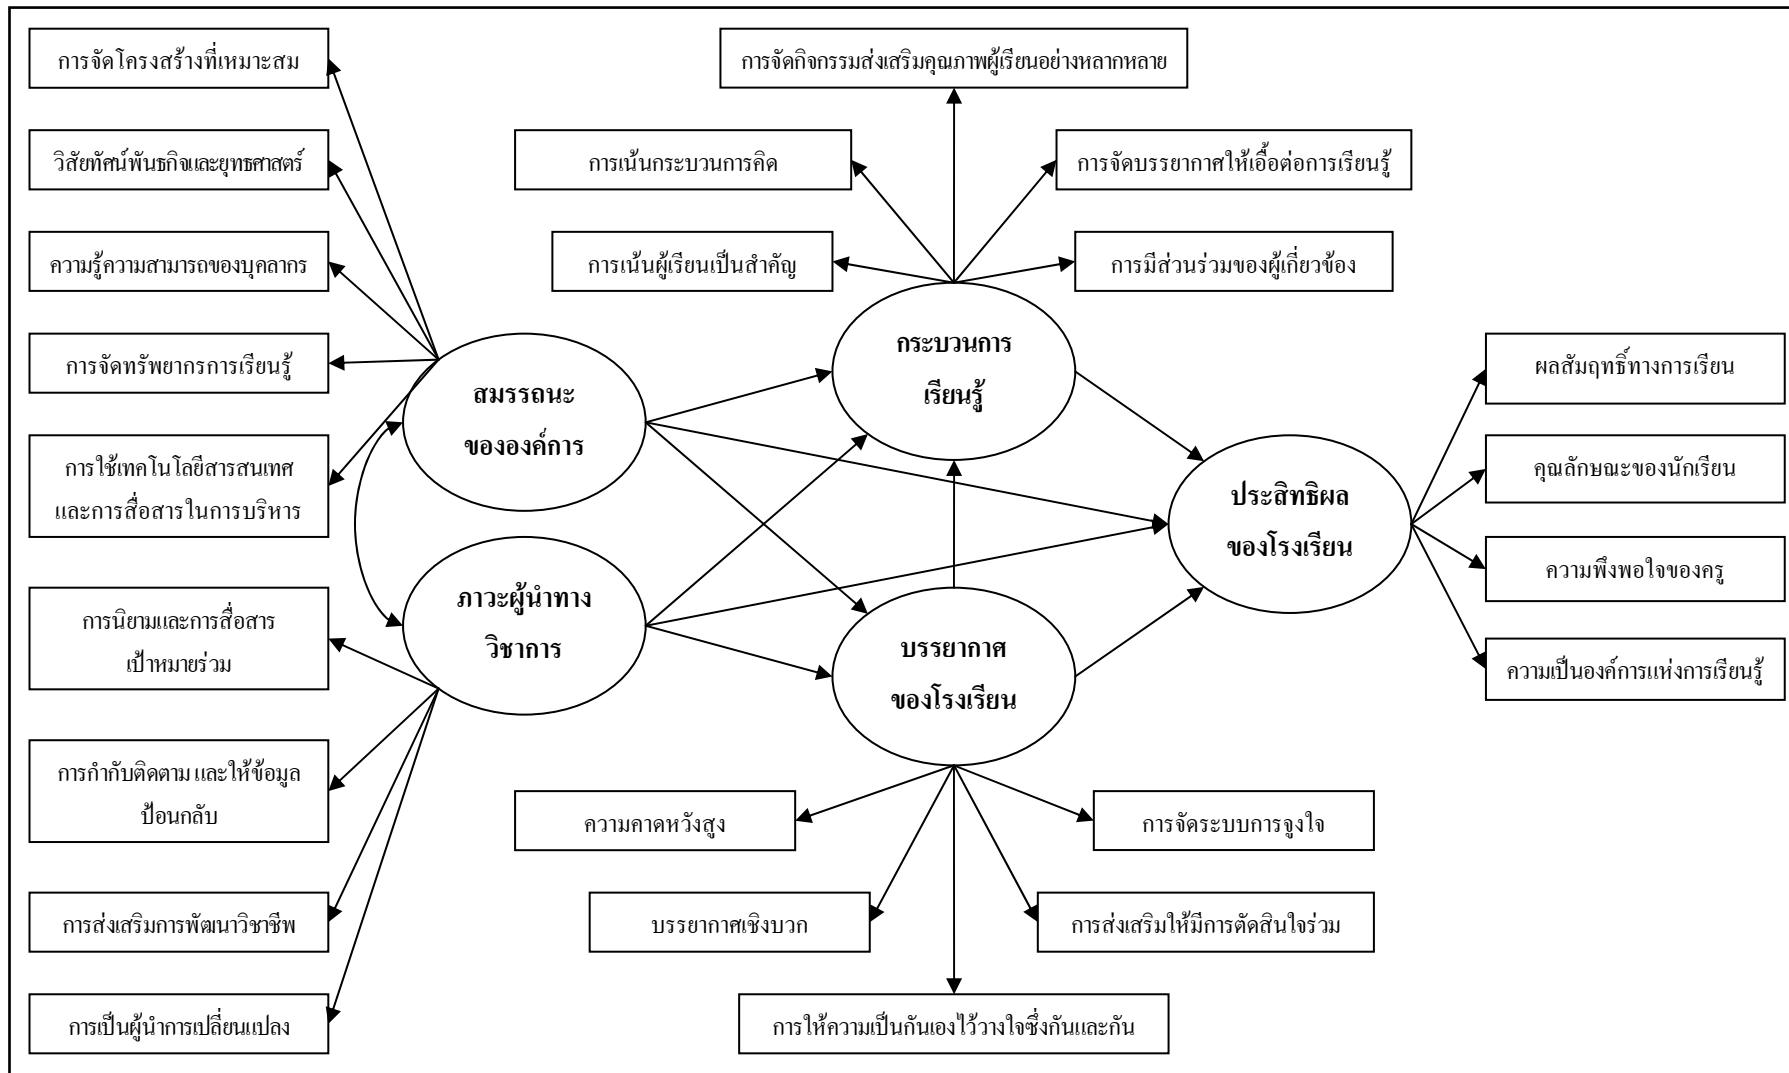 การจัดโครงสร้างที่เหมาะสม
วิสัยทัศน์พันธกิจและยุทธศาสตร์
ความรู้ความสามารถของบุคลากร
การจัดทรัพยากรการเรียนรู้
การใช้เทคโนโลยีสารสนเทศ
และการสื่อสารในการบริหาร
การนิยามและการสื่อสาร
เป้าหมายร่วม
การกำกับติดตาม และให้ข้อมูล
ป้อนกลับ
การส่งเสริมการพัฒนาวิชาชีพ
การเป็นผู้นำการเปลี่ยนแปลง
สมรรถนะ
ขององค์การ
ภาวะผู้นำทาง
วิชาการ
การจัดกิจกรรมส่งเสริมคุณภาพผู้เรียนอย่างหลากหลาย
การเน้นกระบวนการคิด
การจัดบรรยากาศให้เอื้อต่อการเรียนรู้
การเน้นผู้เรียนเป็นสำคัญ
การมีส่วนร่วมของผู้เกี่ยวข้อง
กระบวนการ
เรียนรู้
บรรยากาศ
ของโรงเรียน
ความคาดหวังสูง
การจัดระบบการจูงใจ
บรรยากาศเชิงบวก
การส่งเสริมให้มีการตัดสินใจร่วม
การให้ความเป็นกันเองไว้วางใจซึ่งกันและกัน
ประสิทธิผล
ของโรงเรียน
ผลสัมฤทธิ์ทางการเรียน
คุณลักษณะของนักเรียน
ความพึงพอใจของครู
ความเป็นองค์การแห่งการเรียนรู้